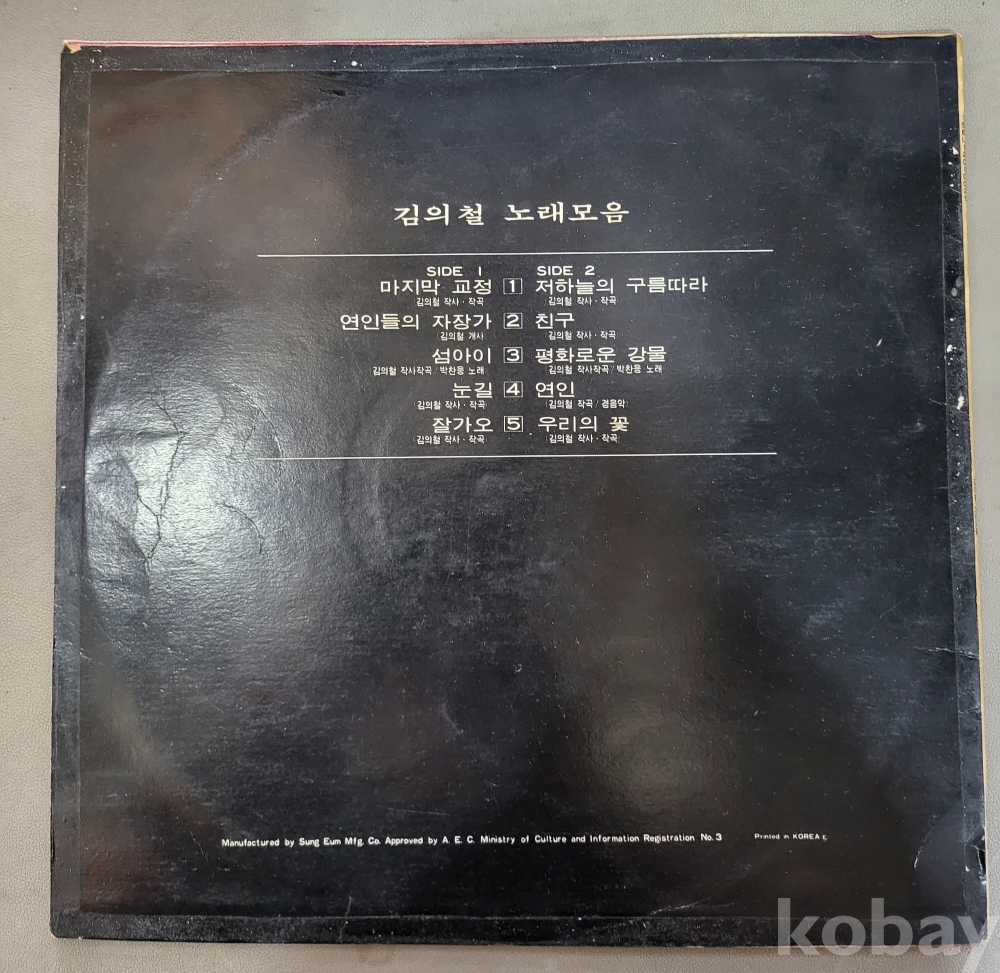 김의철 노래모음
SIDE 1 SIDE 2
마지막 교정 1 저하늘의 구름따라
김의철 작사·작곡 김의철 작사·작곡
연인들의 자장가 2 친구
김의철 개사 김의철 작사·작곡
섬아이 3 평화로운 강물
김의철 작사작곡/박찬응 노래 김의철 작사작곡/박찬응 노래
눈길 4 연인
김의철 작사·작곡 김의철 작곡/경음악
잘가오 5 우리의 꽃
김의철 작사·작곡 김의철 작사·작곡
Manufactured by Sung Eum Mfg. Co. Approved by A. E. C. Ministry of Culture and Information Registration No. 3 Printed in KOREA
kobay